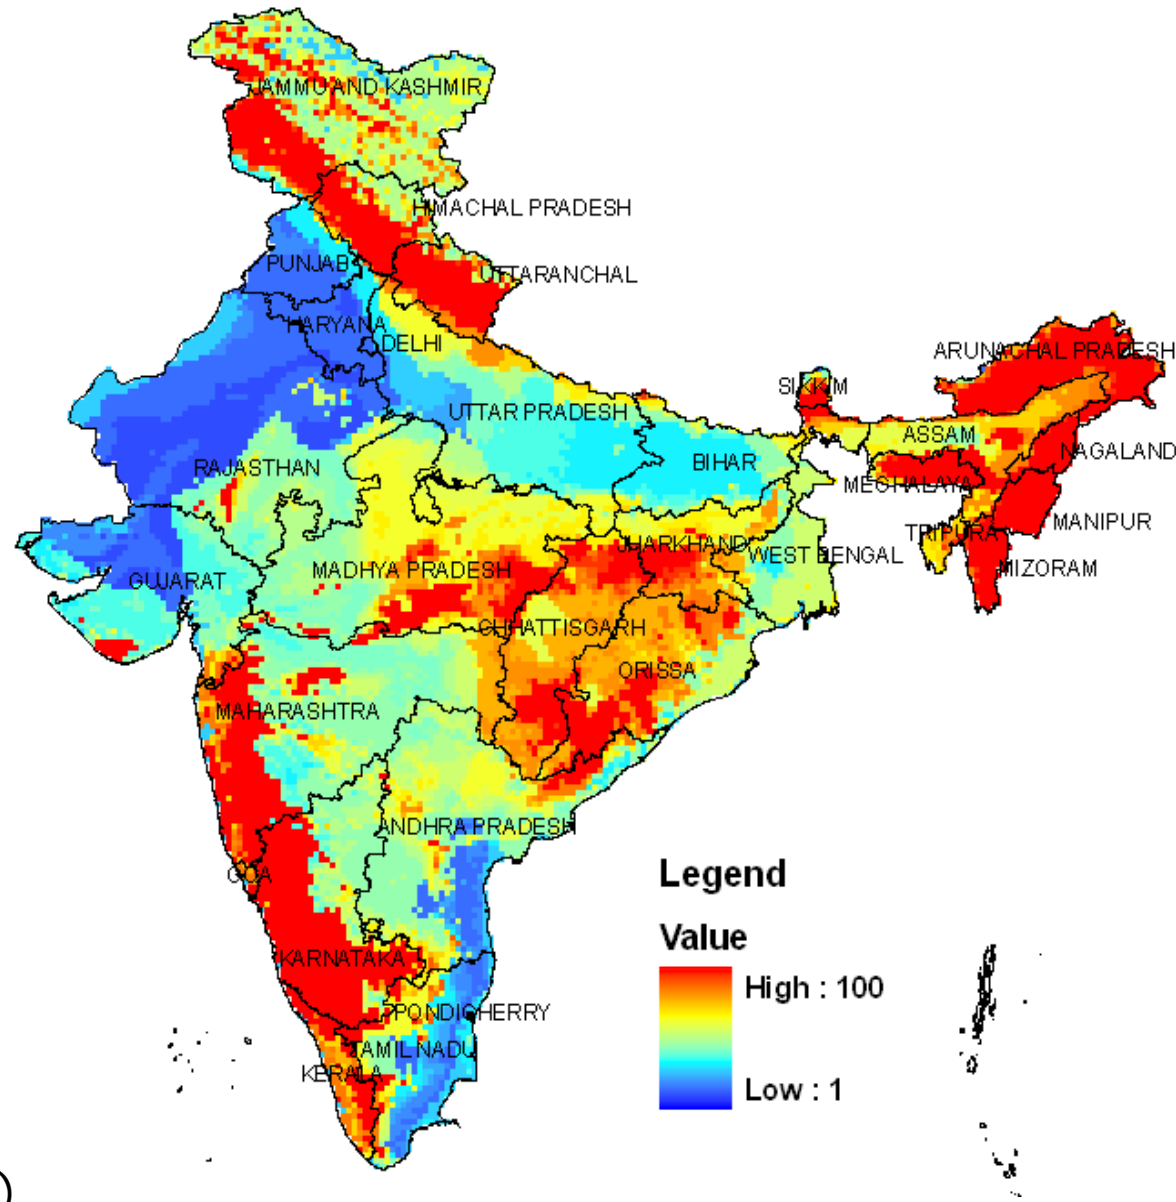 JAMMU AND KASHMIR
HIMACHAL PRADESH
PUNJAB
UTTARANCHAL
HARYANA
DELHI
ARUNACHAL PRADESH
SIKKIM
UTTAR PRADESH
ASSAM
NAGALAND
RAJASTHAN
BIHAR
MEGHALAYA
MANIPUR
TRIPURA
JHARKHAND
WEST BENGAL
MADHYA PRADESH
MIZORAM
GUJARAT
CHHATTISGARH
ORISSA
MAHARASHTRA
ANDHRA PRADESH
GOA
KARNATAKA
PONDICHERRY
TAMIL NADU
KERALA
Legend
Value
High : 100
Low : 1
)